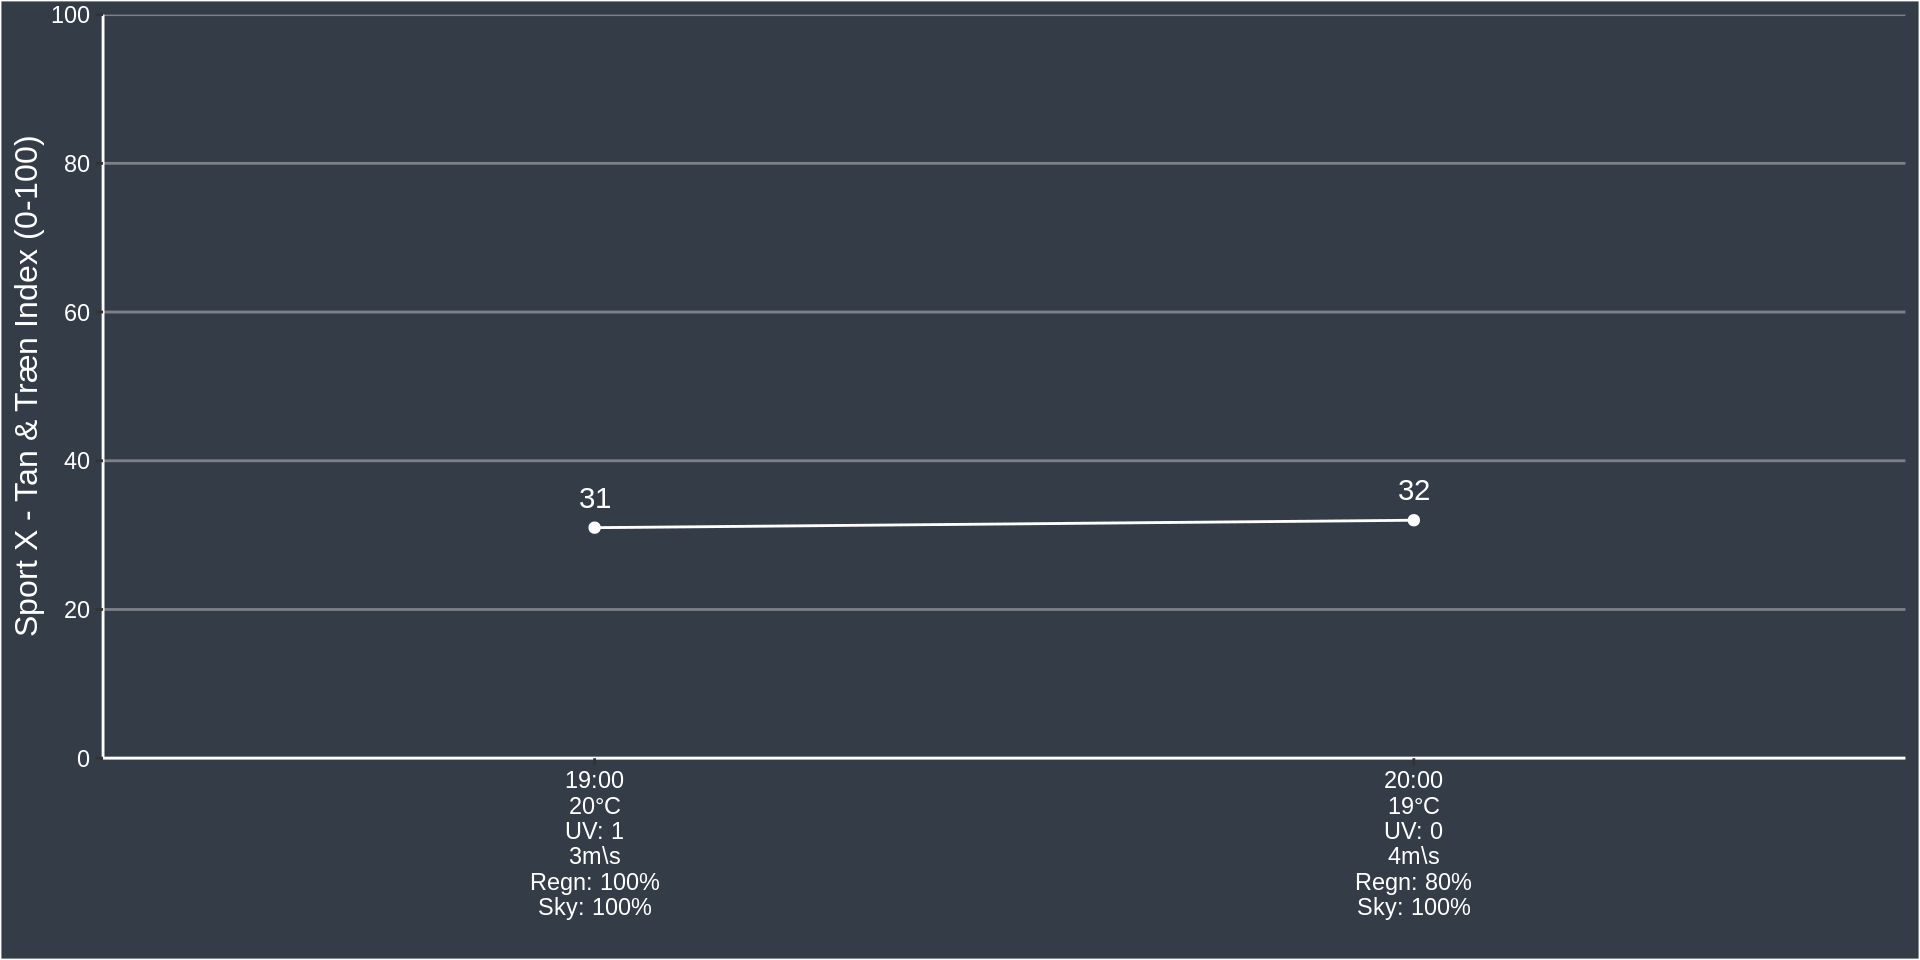 Sport X - Tan & Træn Index (0-100)
100
80
60
40
20
0
31
32
19:00
20°C
UV: 1
3m\s
Regn: 100%
Sky: 100%
20:00
19°C
UV: 0
4m\s
Regn: 80%
Sky: 100%